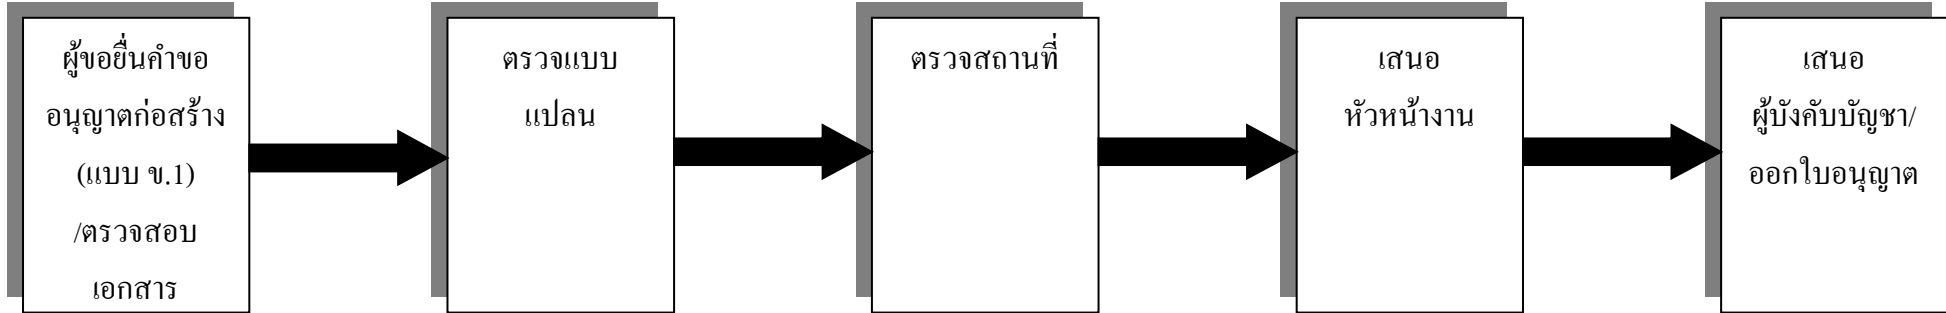 ผู้ขอยื่นคำขอ
อนุญาตก่อสร้าง
(แบบ ข.1)
/ตรวจสอบ
เอกสาร
ตรวจแบบ
แปลน
ตรวจสถานที่
เสนอ
หัวหน้างาน
เสนอ
ผู้บังคับบัญชา/
ออกใบอนุญาต